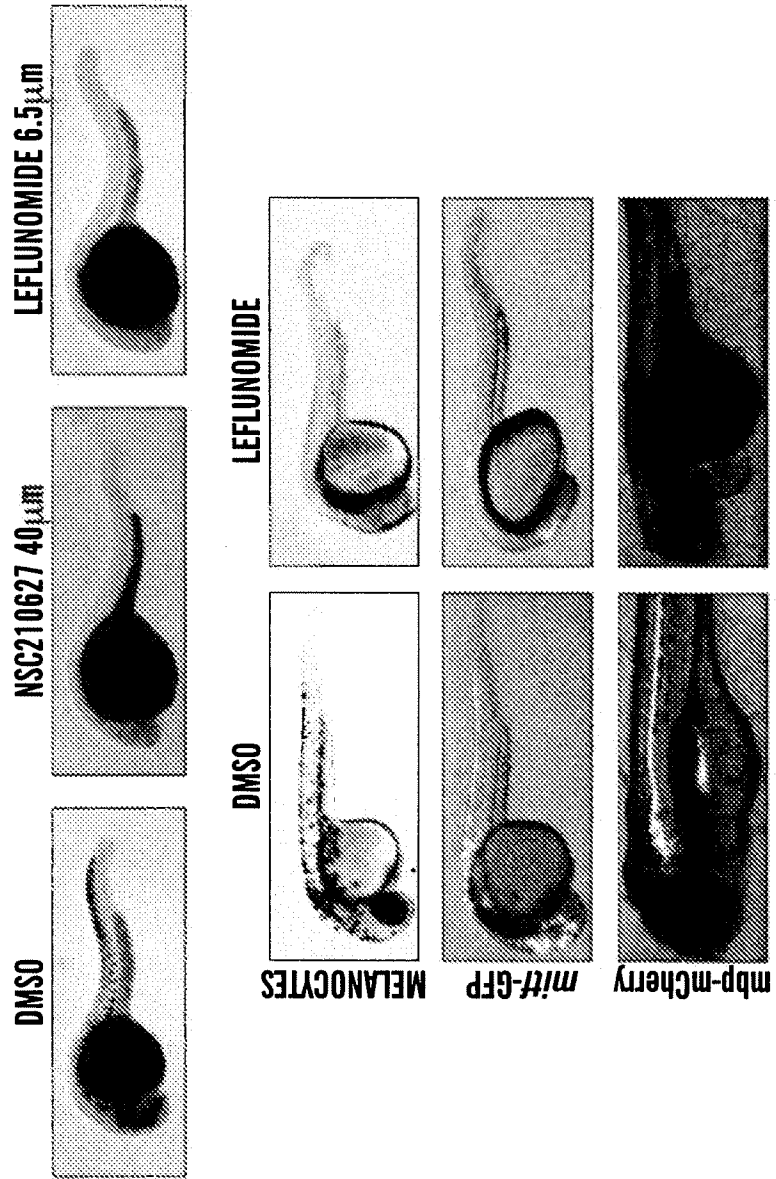 DMSO
NSC210627 40µm
LEFLUNOMIDE 6.5µm
DMSO
LEFLUNOMIDE
MELANOCYTES
mitf-GFP
mbp-mCherry